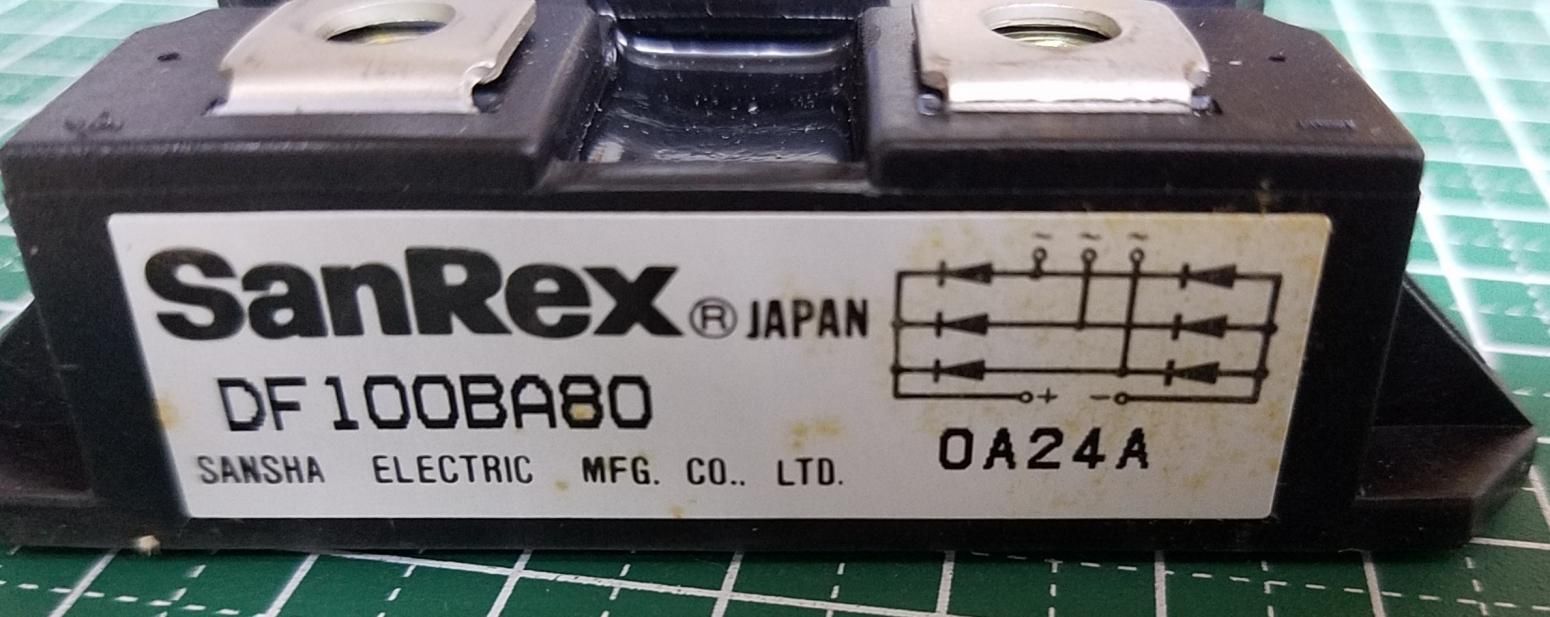 SanRex ® JAPAN
DF100BA80
SANSHA ELECTRIC MFG. CO.. LTD.
~ ~ ~
+ -
0A24A